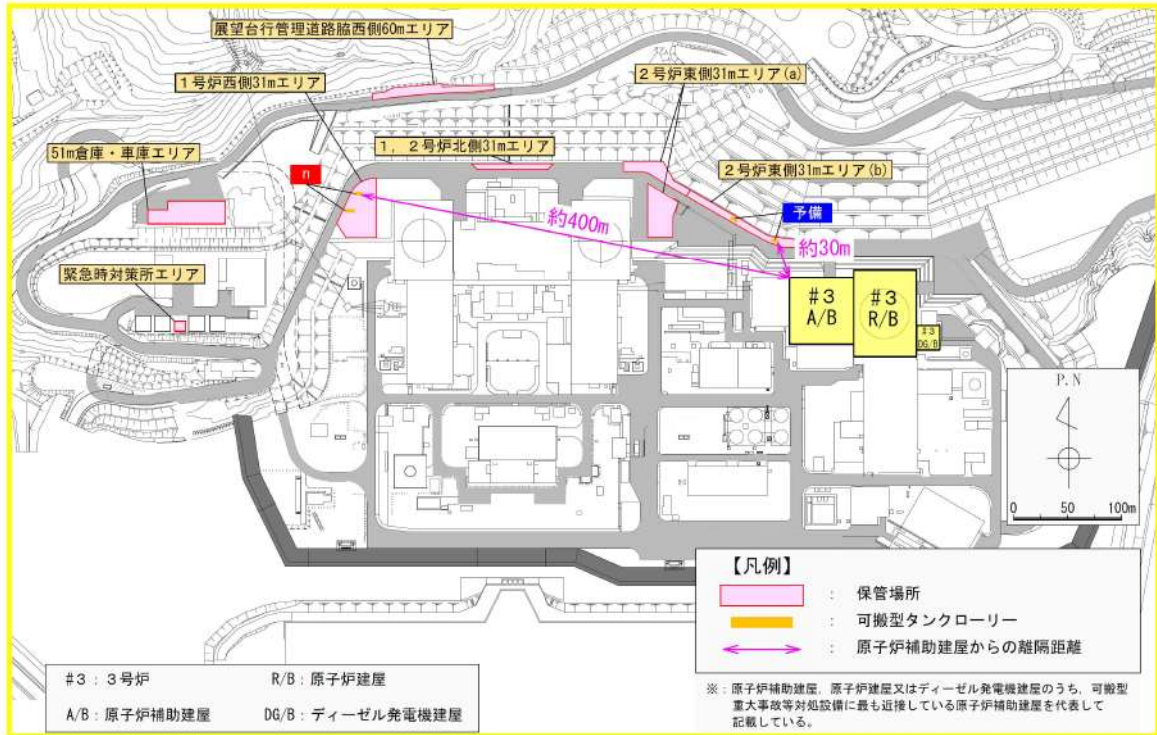 展望台行管理道路脇西側60mエリア
1号炉西側31mエリア
2号炉東側31mエリア(a)
1，2号炉北側31mエリア
51m倉庫・車庫エリア
2号炉東側31mエリア(b)
n
予備
約400m
約30m
緊急時対策所エリア
#3
A/B
#3
R/B
#3
DG/B
P.N
0 50 100m
【凡例】
： 保管場所
： 可搬型タンクローリー
： 原子炉補助建屋からの離隔距離
#3：3号炉 R/B：原子炉建屋
A/B：原子炉補助建屋 DG/B：ディーゼル発電機建屋
※：原子炉補助建屋，原子炉建屋又はディーゼル発電機建屋のうち，可搬型
重大事故等対処設備に最も近接している原子炉補助建屋を代表して
記載している。